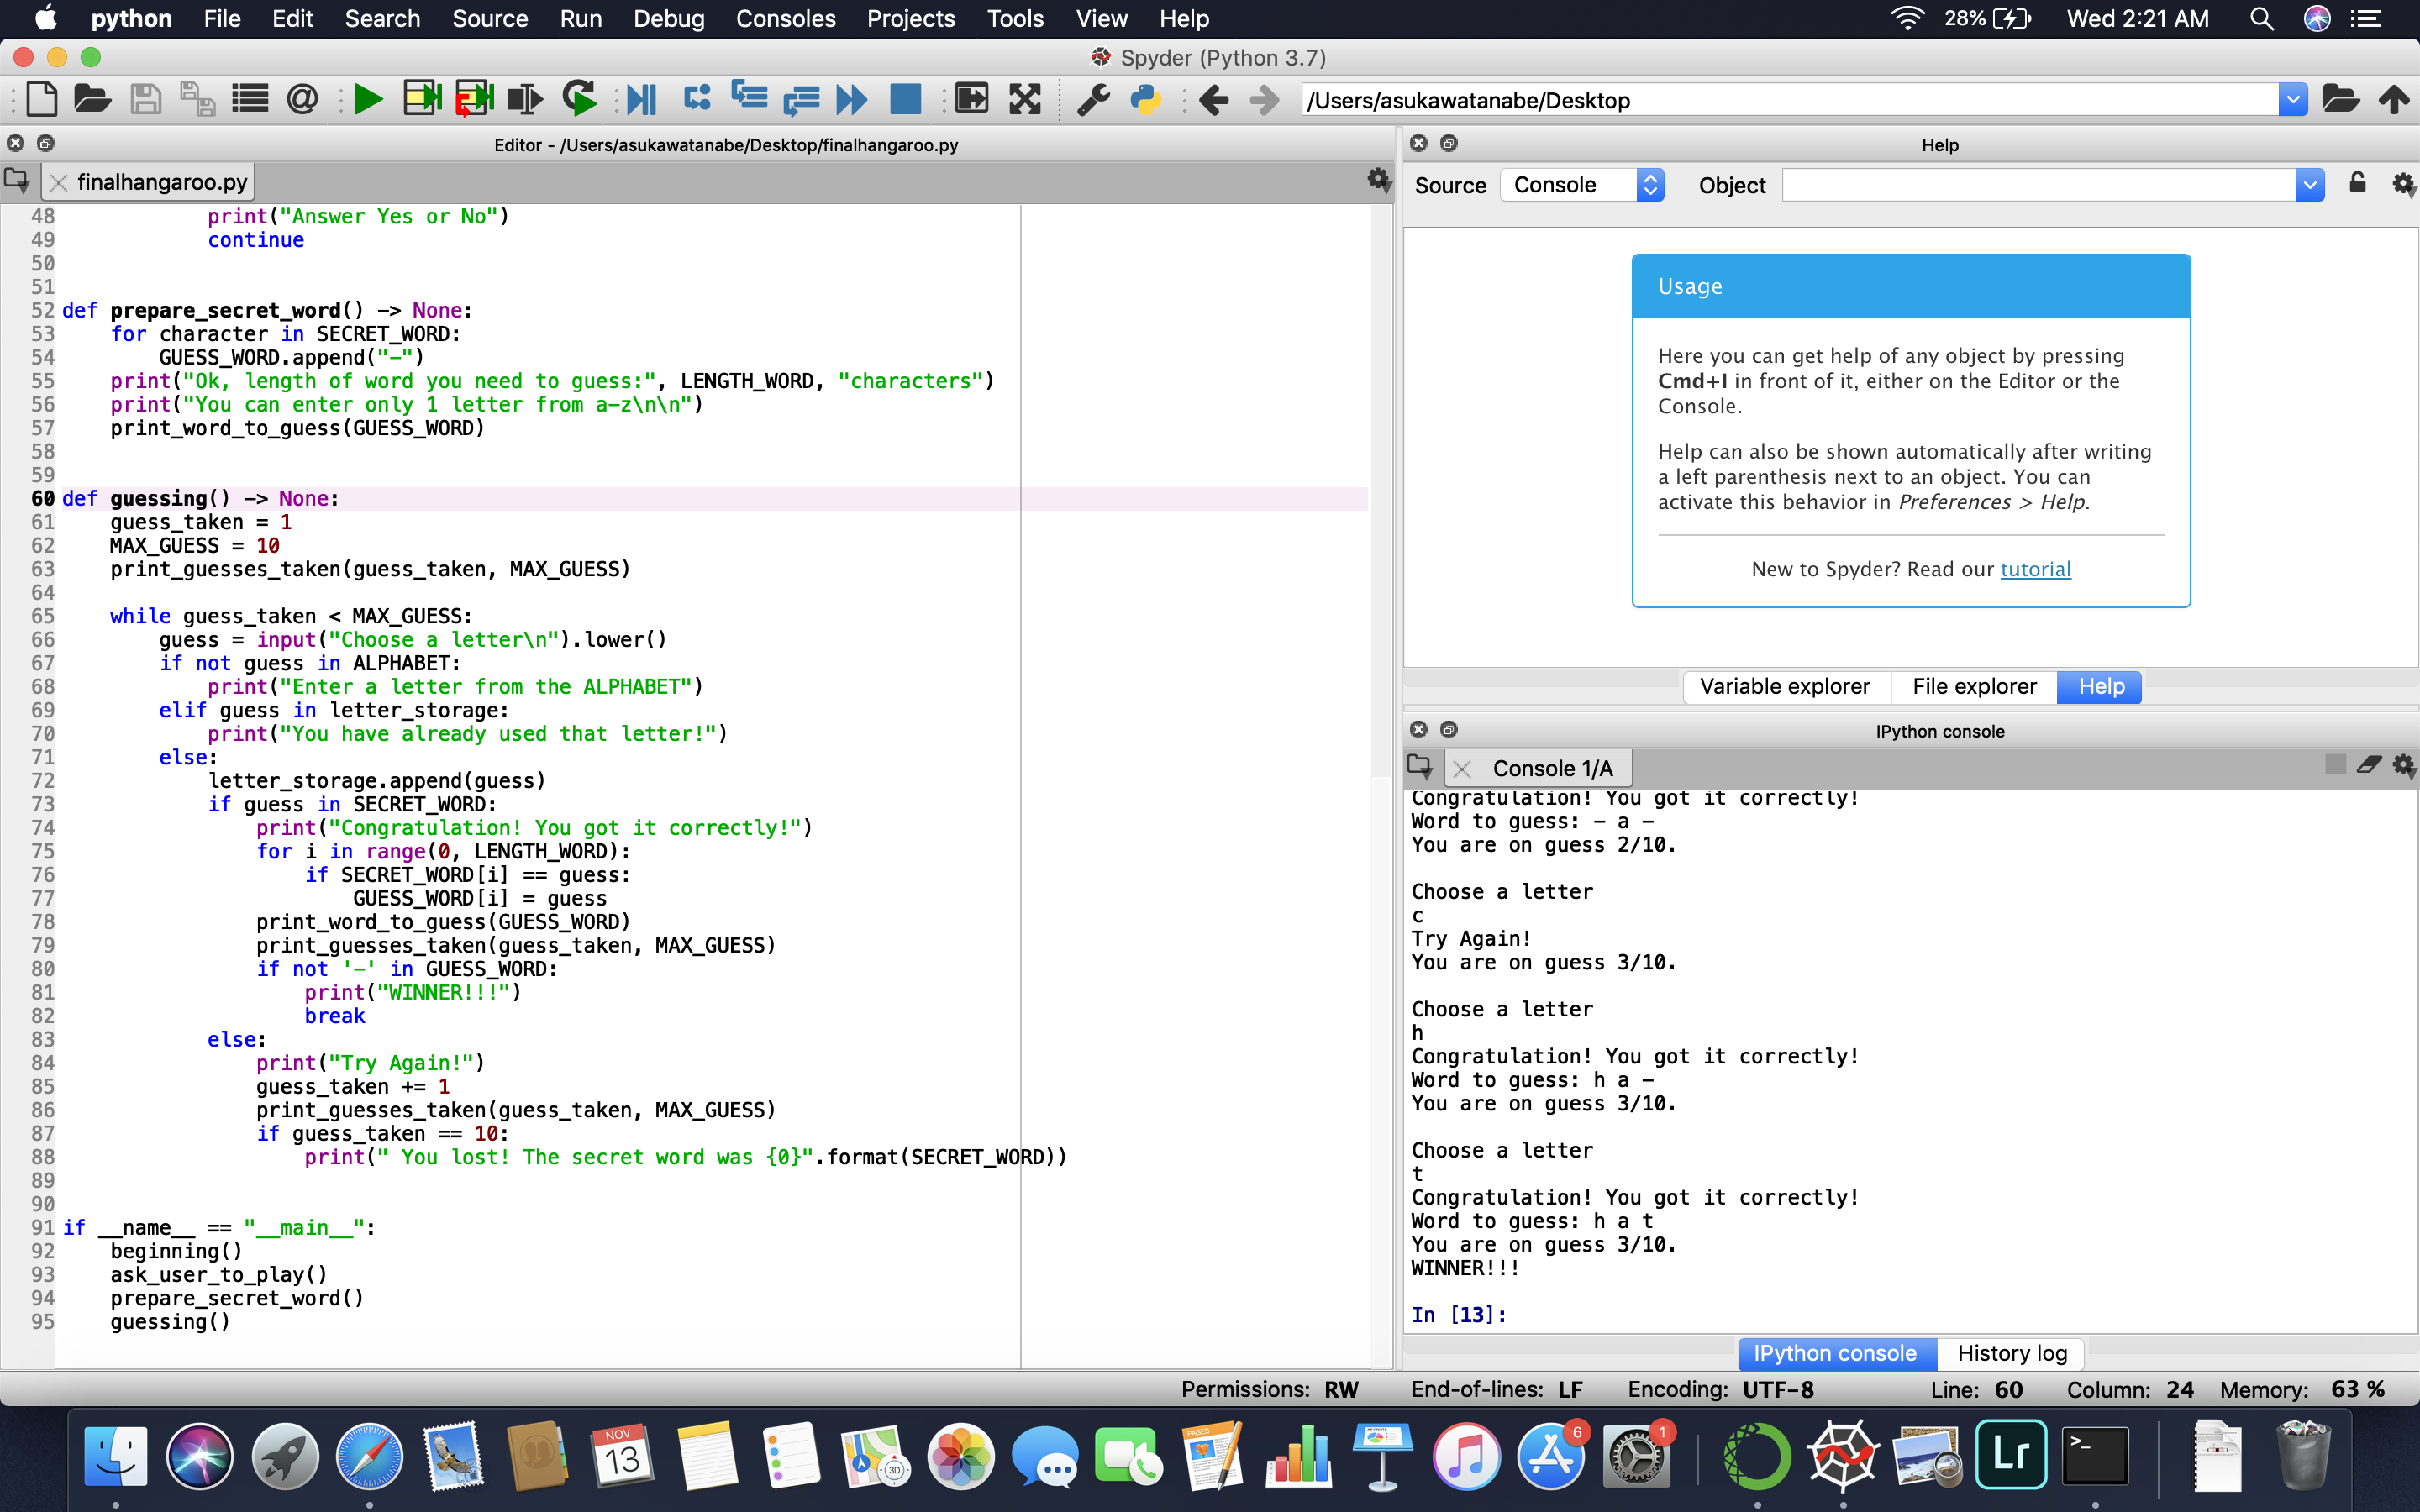 python File Edit Search Source Run Debug Consoles Projects Tools View Help 28% Wed 2:21 AM
Spyder (Python 3.7)
/Users/asukawatanabe/Desktop
Editor - /Users/asukawatanabe/Desktop/finalhangaroo.py
finalhangaroo.py
48             print("Answer Yes or No")
49             continue
50
51
52 def prepare_secret_word() -> None:
53     for character in SECRET_WORD:
54         GUESS_WORD.append("-")
55     print("Ok, length of word you need to guess:", LENGTH_WORD, "characters")
56     print("You can enter only 1 letter from a-z\n\n")
57     print_word_to_guess(GUESS_WORD)
58
59
60 def guessing() -> None:
61     guess_taken = 1
62     MAX_GUESS = 10
63     print_guesses_taken(guess_taken, MAX_GUESS)
64
65     while guess_taken < MAX_GUESS:
66         guess = input("Choose a letter\n").lower()
67         if not guess in ALPHABET:
68             print("Enter a letter from the ALPHABET")
69         elif guess in letter_storage:
70             print("You have already used that letter!")
71         else:
72             letter_storage.append(guess)
73             if guess in SECRET_WORD:
74                 print("Congratulation! You got it correctly!")
75                 for i in range(0, LENGTH_WORD):
76                     if SECRET_WORD[i] == guess:
77                         GUESS_WORD[i] = guess
78                 print_word_to_guess(GUESS_WORD)
79                 print_guesses_taken(guess_taken, MAX_GUESS)
80                 if not '-' in GUESS_WORD:
81                     print("WINNER!!!")
82                     break
83             else:
84                 print("Try Again!")
85                 guess_taken += 1
86                 print_guesses_taken(guess_taken, MAX_GUESS)
87                 if guess_taken == 10:
88                     print(" You lost! The secret word was {0}".format(SECRET_WORD))
89
90
91 if __name__ == "__main__":
92     beginning()
93     ask_user_to_play()
94     prepare_secret_word()
95     guessing()
Help
Source Console Object
Usage
Here you can get help of any object by pressing
Cmd+I in front of it, either on the Editor or the
Console.
Help can also be shown automatically after writing
a left parenthesis next to an object. You can
activate this behavior in Preferences > Help.
New to Spyder? Read our tutorial
Variable explorer File explorer Help
IPython console
Console 1/A
Congratulation! You got it correctly!
Word to guess: - a -
You are on guess 2/10.
Choose a letter
c
Try Again!
You are on guess 3/10.
Choose a letter
h
Congratulation! You got it correctly!
Word to guess: h a -
You are on guess 3/10.
Choose a letter
t
Congratulation! You got it correctly!
Word to guess: h a t
You are on guess 3/10.
WINNER!!!
In [13]:
IPython console History log
Permissions: RW End-of-lines: LF Encoding: UTF-8 Line: 60 Column: 24 Memory: 63 %
NOV
13
3D
PAGES
6
1
Lr
>_